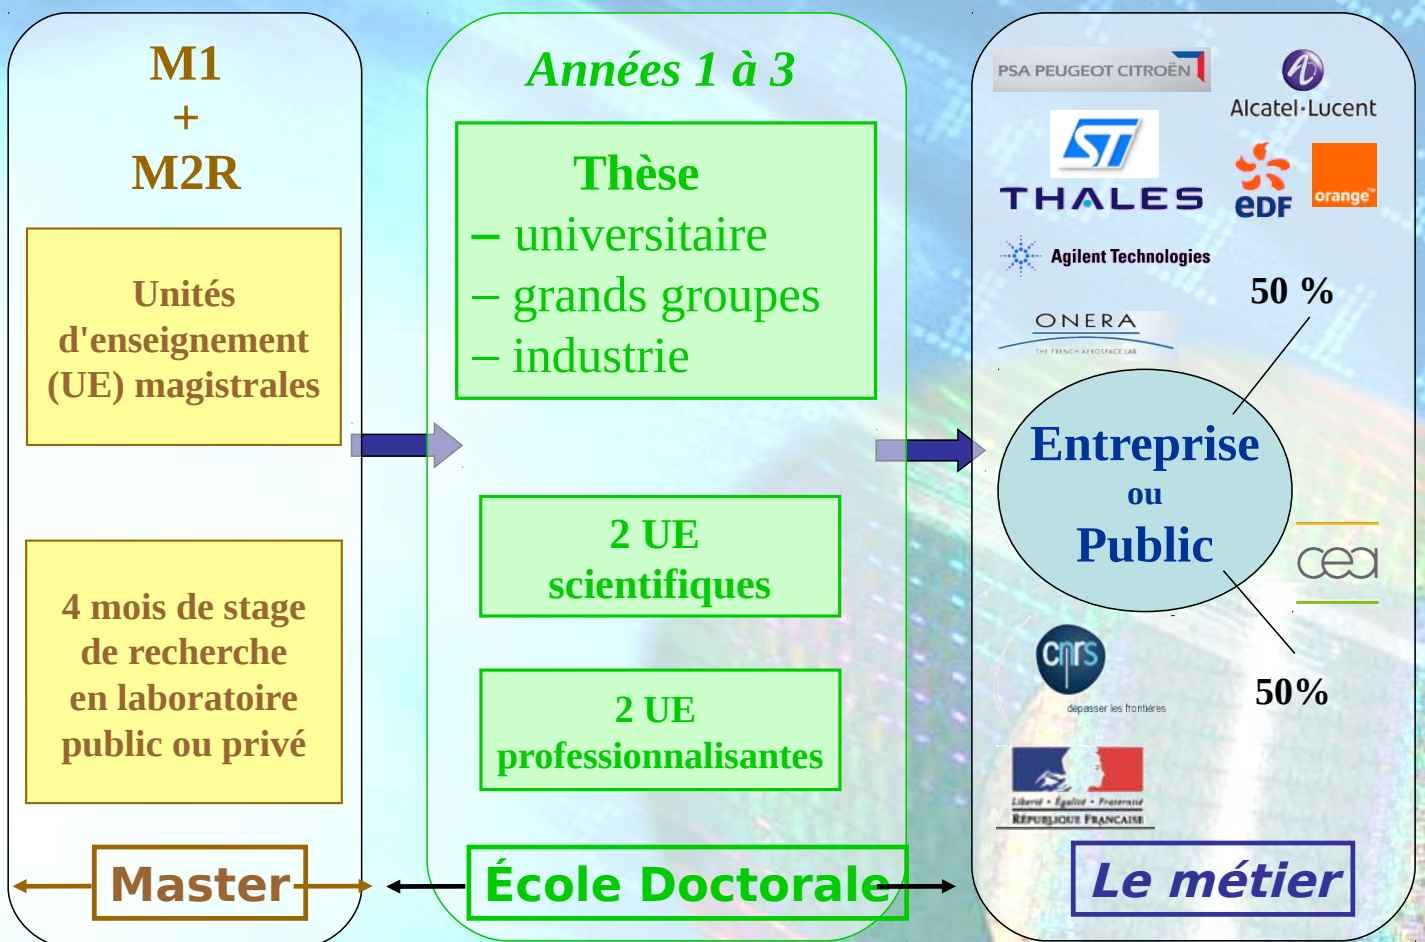 M1
+
M2R
Unités
d'enseignement
(UE) magistrales
4 mois de stage
de recherche
en laboratoire
public ou privé
Master
Années 1 à 3
Thèse
– universitaire
– grands groupes
– industrie
2 UE
scientifiques
2 UE
professionnalisantes
École Doctorale
PSA PEUGEOT CITROËN
Alcatel·Lucent
ST
THALES
eDF
orange™
Agilent Technologies
50 %
ONERA
THE FRENCH AEROSPACE LAB
Entreprise
ou
Public
cea
cnrs
dépasser les frontières
50%
Liberté • Égalité • Fraternité
RÉPUBLIQUE FRANÇAISE
Le métier